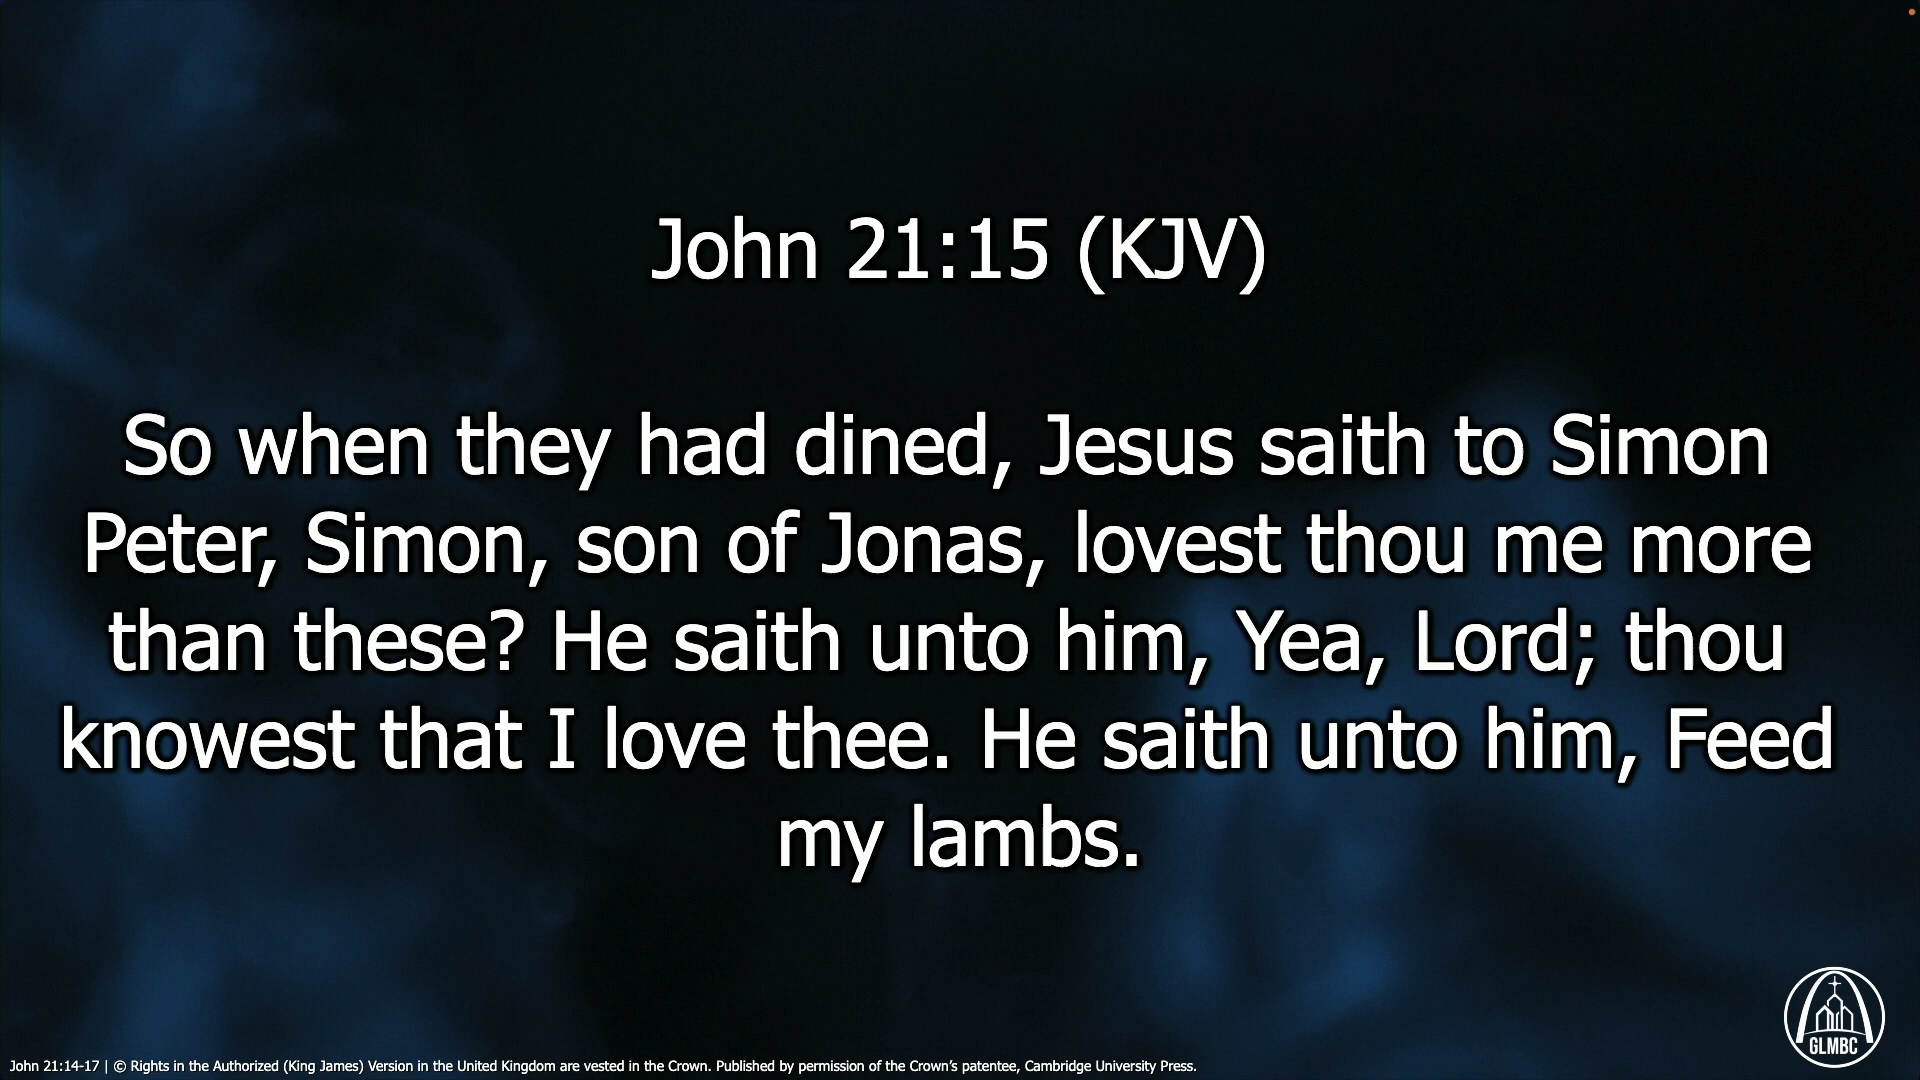 John 21:15 (KJV)
So when they had dined, Jesus saith to Simon
Peter, Simon, son of Jonas, lovest thou me more
than these? He saith unto him, Yea, Lord; thou
knowest that I love thee. He saith unto him, Feed
my lambs.
GLMBC
John 21:14-17 | © Rights in the Authorized (King James) Version in the United Kingdom are vested in the Crown. Published by permission of the Crown’s patentee, Cambridge University Press.